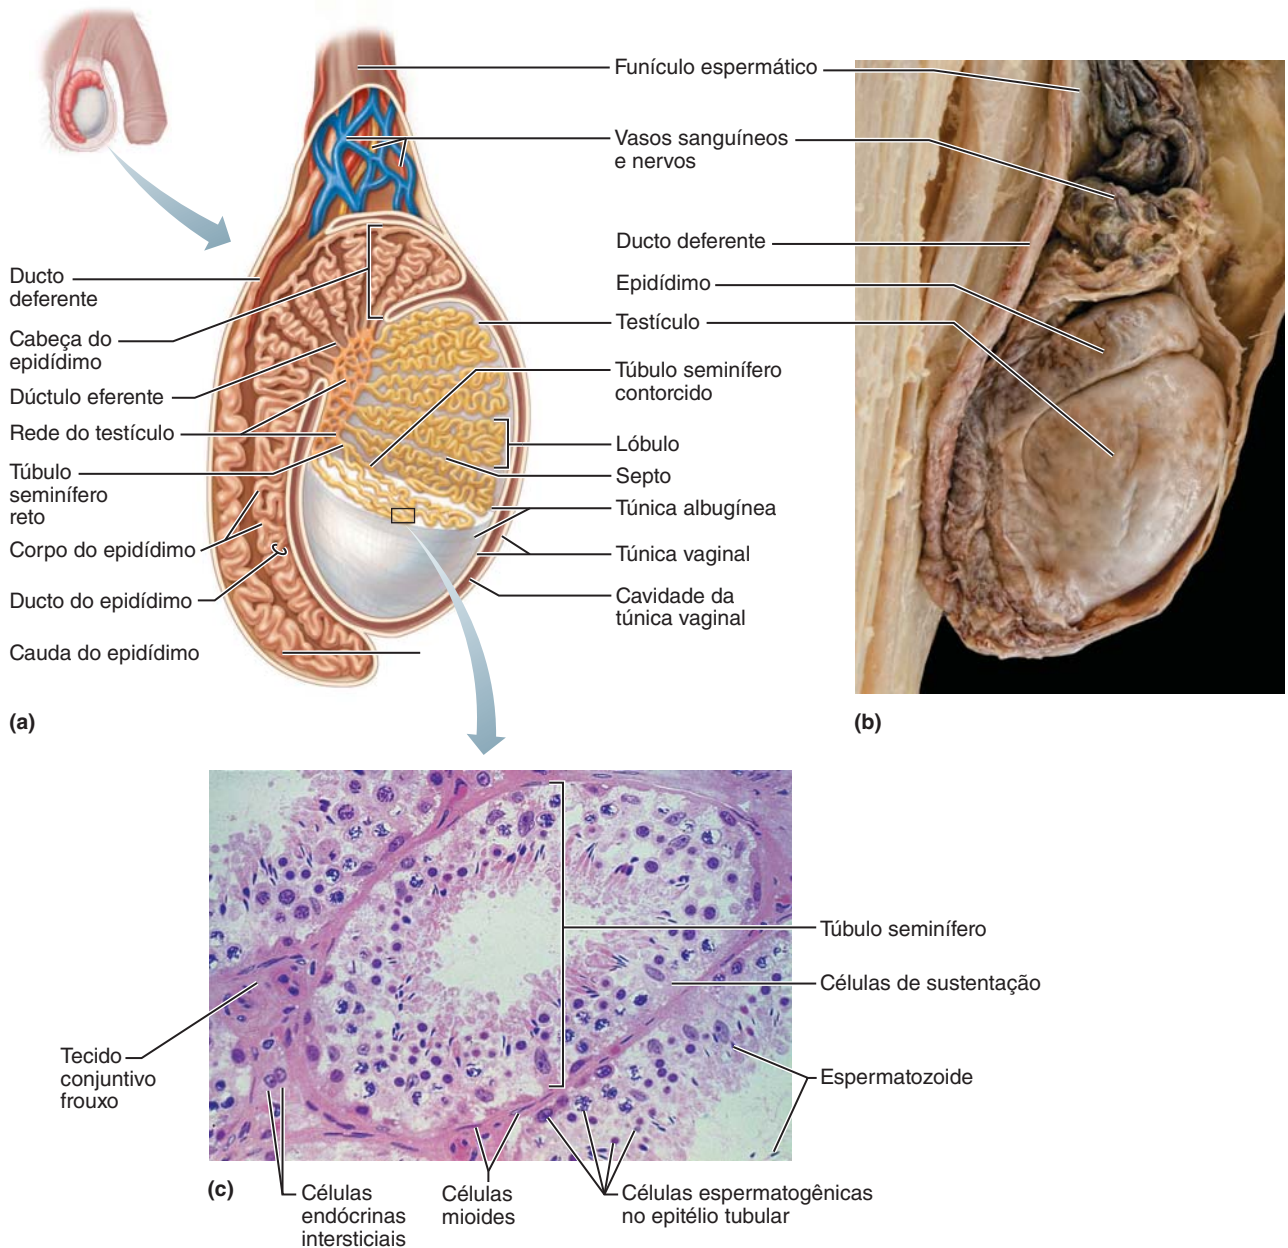 Funículo espermático
Vasos sanguíneos
e nervos
Ducto deferente
Epidídimo
Testículo
Túbulo seminífero
contorcido
Lóbulo
Septo
Túnica albugínea
Túnica vaginal
Cavidade da
túnica vaginal
Ducto
deferente
Cabeça do
epidídimo
Dúctulo eferente
Rede do testículo
Túbulo
seminífero
reto
Corpo do epidídimo
Ducto do epidídimo
Cauda do epidídimo
(a)
(b)
Túbulo seminífero
Células de sustentação
Espermatozoide
Tecido
conjuntivo
frouxo
(c)
Células
endócrinas
intersticiais
Células
mioides
Células espermatogênicas
no epitélio tubular